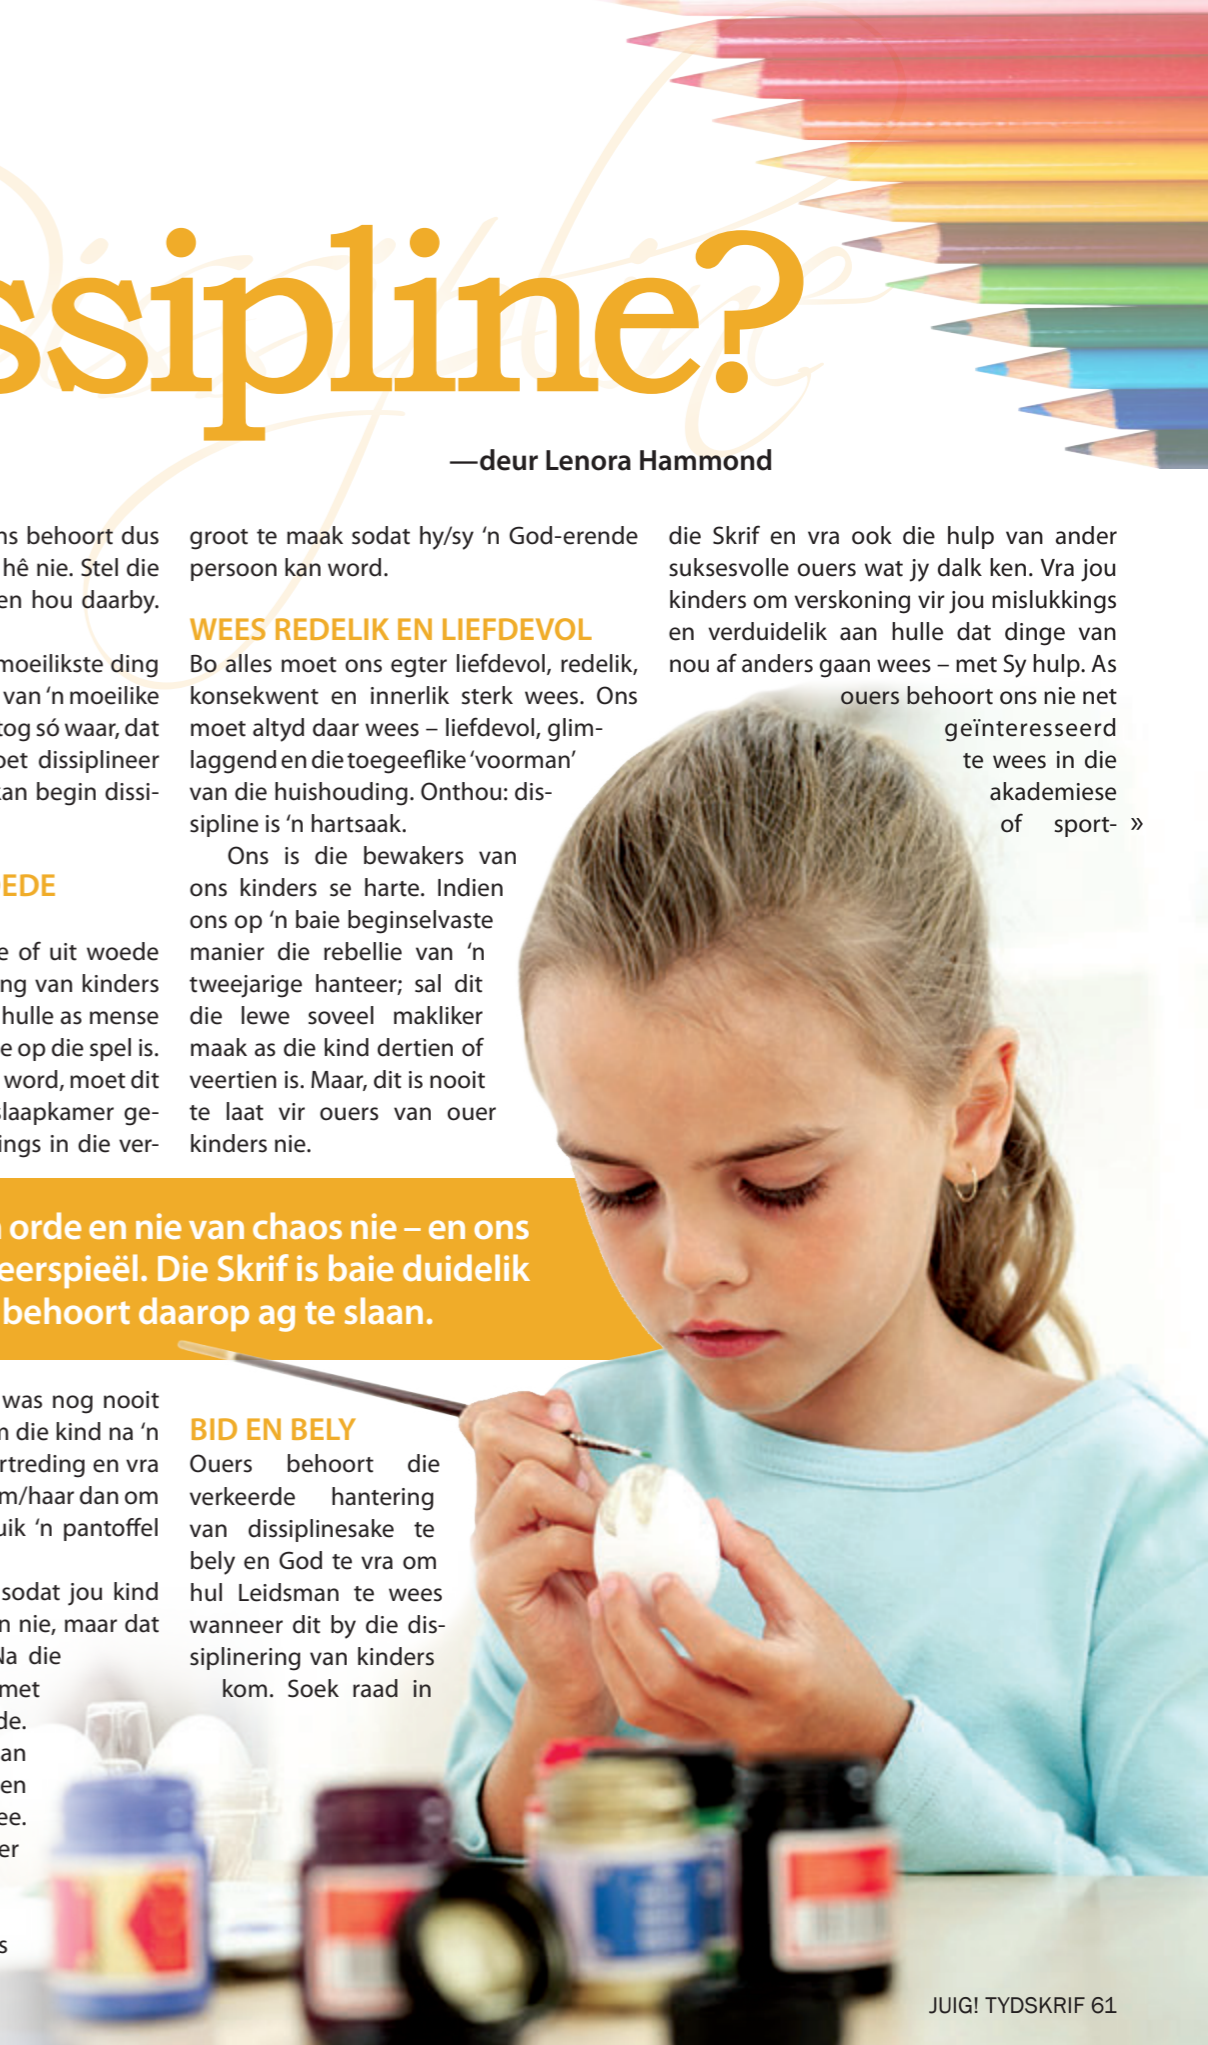 ssipline?
—deur Lenora Hammond
behoort dus
hê nie. Stel die
en hou daarby.
moeilikste ding
van 'n moeilike
tog só waar, dat
dissiplineer
begin dissi-
of uit woede
van kinders
hulle as mense
op die spel is.
word, moet dit
slaapkamer ge-
in die ver-
groot te maak sodat hy/sy 'n God-erende
persoon kan word.
WEES REDELIK EN LIEFDEVOL
Bo alles moet ons egter liefdevol, redelik,
konsekwent en innerlik sterk wees. Ons
moet altyd daar wees – liefdevol, glim-
laggend en die toegeeflike 'voorman'
van die huishouding. Onthou: dis-
sipline is 'n hartsaak.
Ons is die bewakers van
ons kinders se harte. Indien
ons op 'n baie beginselvaste
manier die rebellie van 'n
tweejarige hanteer; sal dit
die lewe soveel makliker
maak as die kind dertien of
veertien is. Maar, dit is nooit
te laat vir ouers van ouer
kinders nie.
orde en nie van chaos nie – en ons
eerspieël. Die Skrif is baie duidelik
behoort daarop ag te slaan.
was nog nooit
die kind na 'n
rtreding en vra
m/haar dan om
'n pantoffel
sodat jou kind
nie, maar dat
Na die
met
de.
an
en
ee.
er
s
BID EN BELY
Ouers behoort die
verkeerde hantering
van dissiplinesake te
bely en God te vra om
hul Leidsman te wees
wanneer dit by die dis-
siplinering van kinders
kom. Soek raad in
die Skrif en vra ook die hulp van ander
suksesvolle ouers wat jy dalk ken. Vra jou
kinders om verskoning vir jou mislukkings
en verduidelik aan hulle dat dinge van
nou af anders gaan wees – met Sy hulp. As
ouers behoort ons nie net
geïnteresseerd
te wees in die
akademiese
of sport- »
JUIG! TYDSKRIF 61